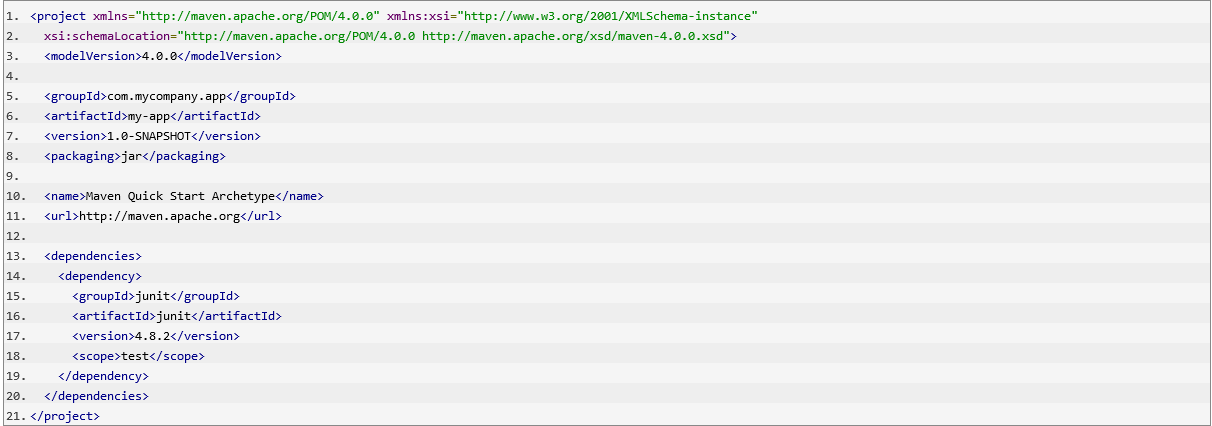 1. <project xmlns="http://maven.apache.org/POM/4.0.0" xmlns:xsi="http://www.w3.org/2001/XMLSchema-instance"
2.   xsi:schemaLocation="http://maven.apache.org/POM/4.0.0 http://maven.apache.org/xsd/maven-4.0.0.xsd">
3.   <modelVersion>4.0.0</modelVersion>
4.
5.   <groupId>com.mycompany.app</groupId>
6.   <artifactId>my-app</artifactId>
7.   <version>1.0-SNAPSHOT</version>
8.   <packaging>jar</packaging>
9.
10.   <name>Maven Quick Start Archetype</name>
11.   <url>http://maven.apache.org</url>
12.
13.   <dependencies>
14.     <dependency>
15.       <groupId>junit</groupId>
16.       <artifactId>junit</artifactId>
17.       <version>4.8.2</version>
18.       <scope>test</scope>
19.     </dependency>
20.   </dependencies>
21. </project>